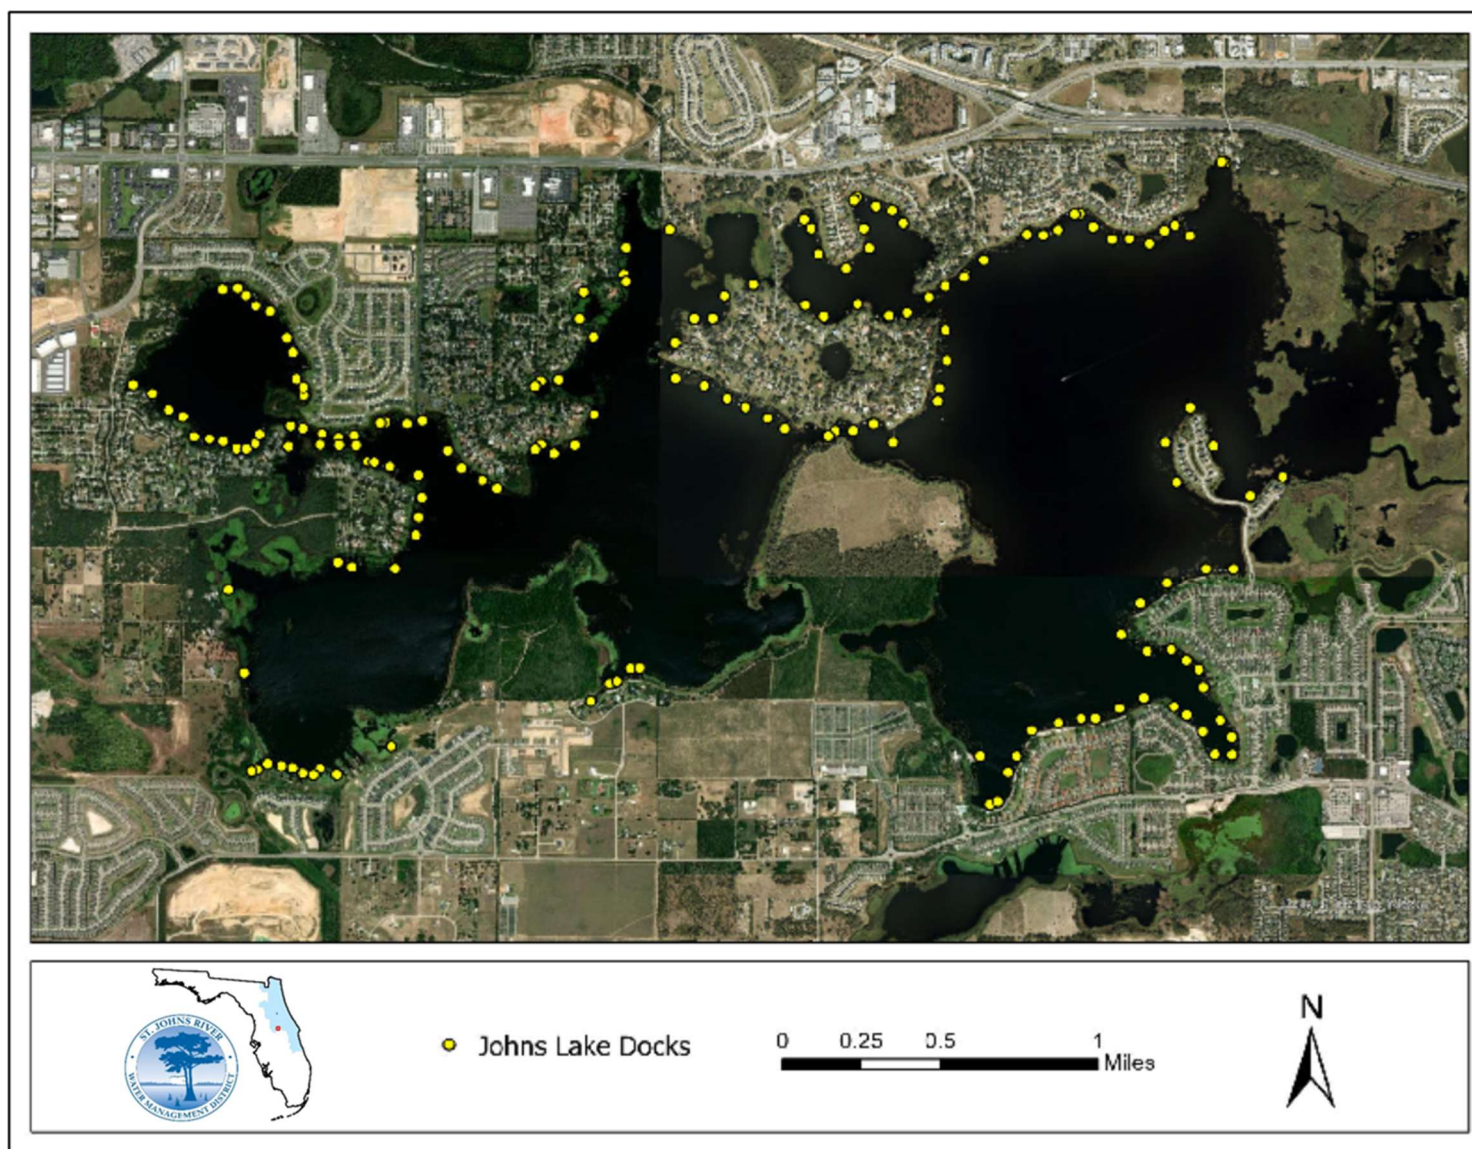 ST. JOHNS RIVER
WATER MANAGEMENT DISTRICT
Johns Lake Docks
0 0.25 0.5 1
Miles
N